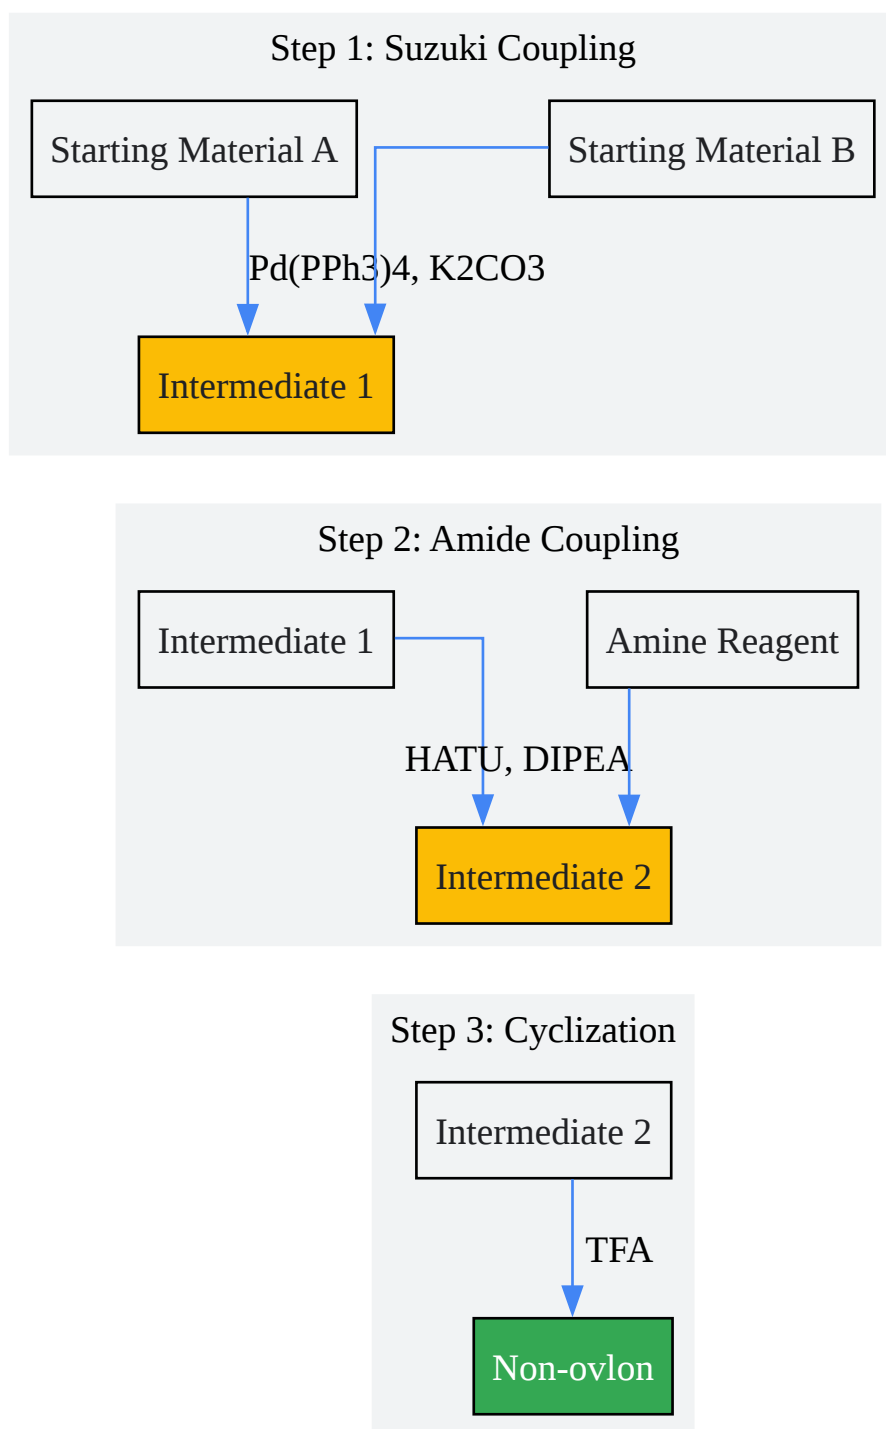 Step 1: Suzuki Coupling
Starting Material A
Starting Material B
Pd(PPh3)4, K2CO3
Intermediate 1
Step 2: Amide Coupling
Intermediate 1
Amine Reagent
HATU, DIPEA
Intermediate 2
Step 3: Cyclization
Intermediate 2
TFA
Non-ovlon